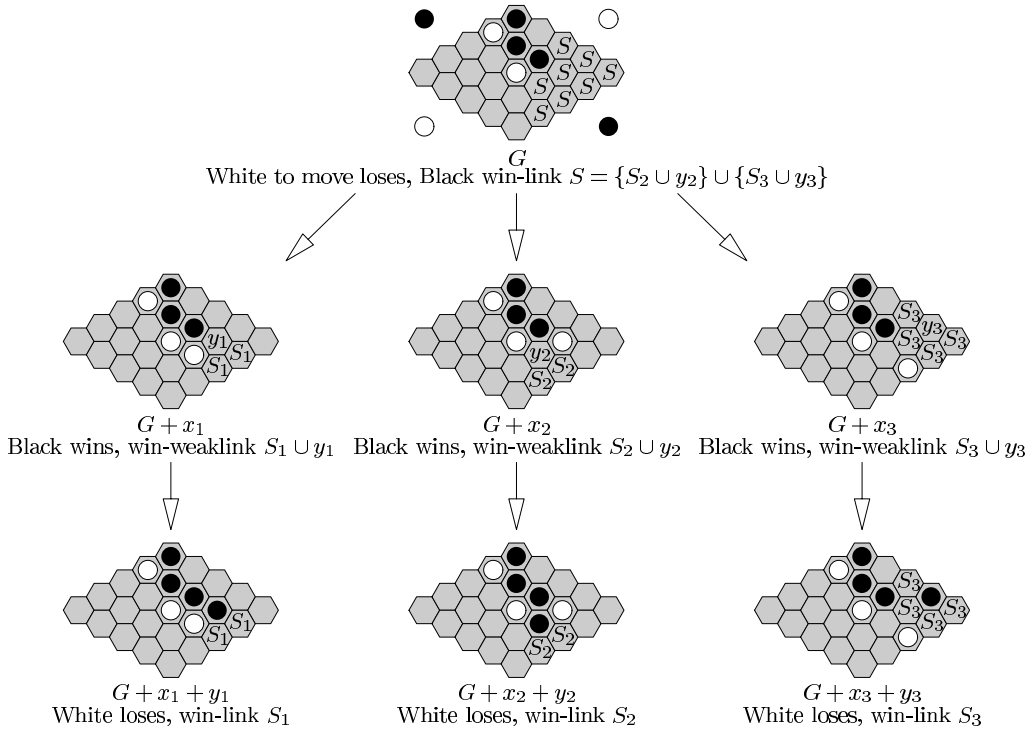 S
S
S S
S S
S S
S
G
White to move loses, Black win-link S = {S₂ ∪ y₂} ∪ {S₃ ∪ y₃}
y₁ S₁
S₁
y₂ S₂
S₂
S₃ y₃
S₃ S₃
S₃
G + x₁
G + x₂
G + x₃
Black wins, win-weaklink S₁ ∪ y₁
Black wins, win-weaklink S₂ ∪ y₂
Black wins, win-weaklink S₃ ∪ y₃
S₁
S₁
S₂
S₂
S₃
S₃ S₃
S₃
G + x₁ + y₁
G + x₂ + y₂
G + x₃ + y₃
White loses, win-link S₁
White loses, win-link S₂
White loses, win-link S₃